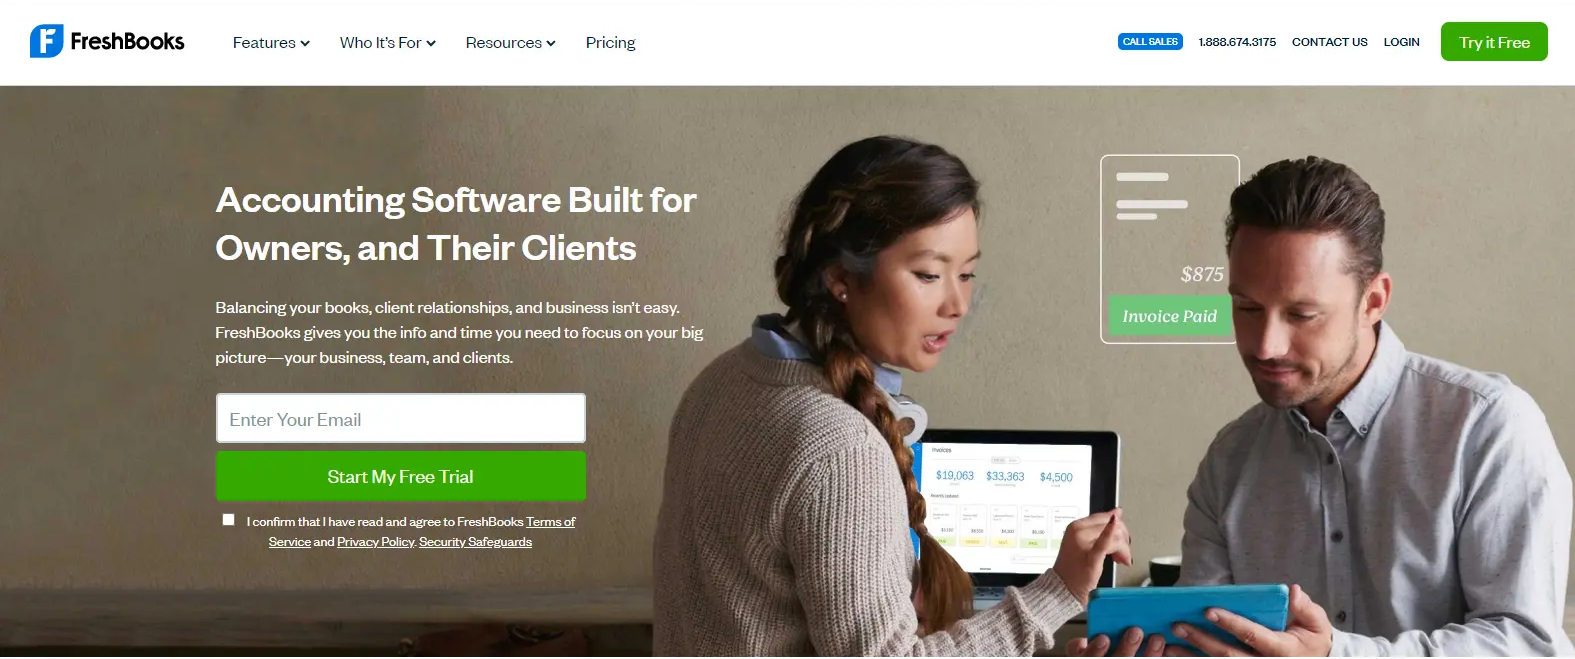 FreshBooks
Features
Who It's For
Resources
Pricing
CALL SALES
1.888.674.3175
CONTACT US
LOGIN
Try it Free
Accounting Software Built for
Owners, and Their Clients
Balancing your books, client relationships, and business isn't easy.
FreshBooks gives you the info and time you need to focus on your big
picture—your business, team, and clients.
Enter Your Email
Start My Free Trial
I confirm that I have read and agree to FreshBooks Terms of
Service and Privacy Policy. Security Safeguards
$875
Invoice Paid
Invoices
$19,063 $33,363 $4,500
Recently Updated